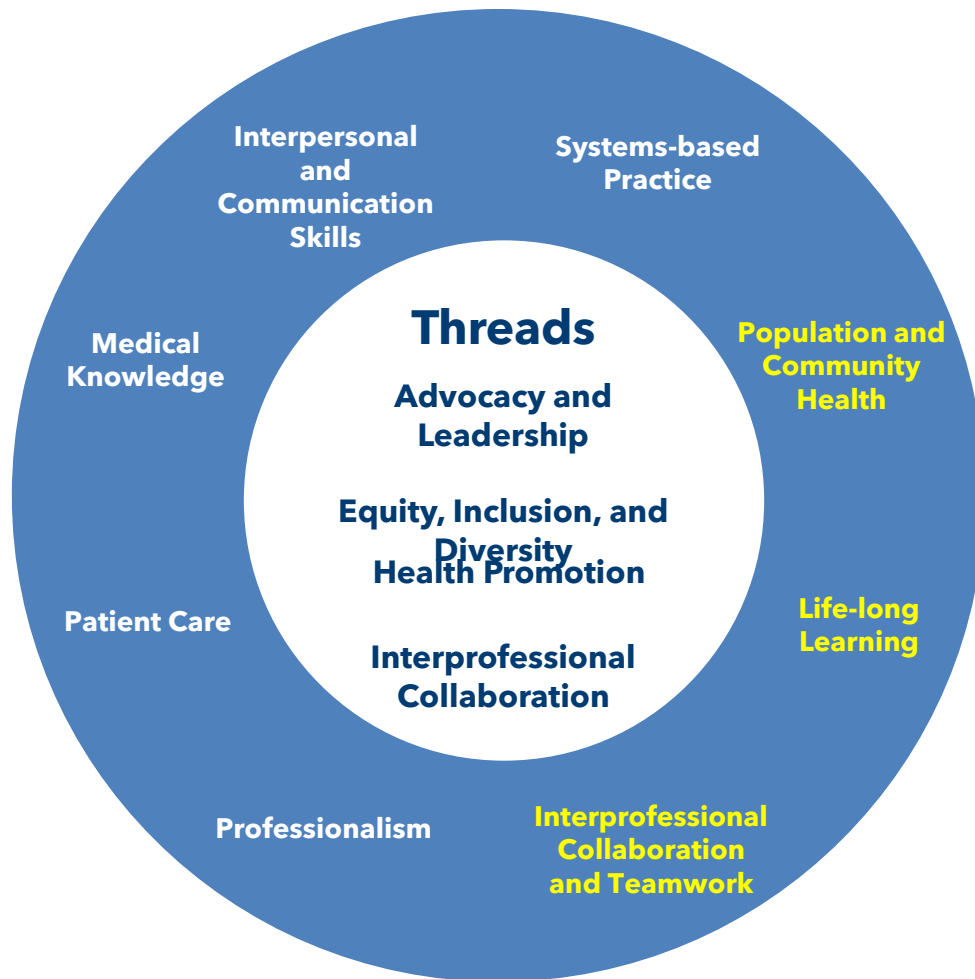 Interpersonal
and
Communication
Skills
Systems-based
Practice
Population and
Community
Health
Life-long
Learning
Interprofessional
Collaboration
and Teamwork
Professionalism
Patient Care
Medical
Knowledge
Threads
Advocacy and
Leadership
Equity, Inclusion, and
Diversity
Health Promotion
Interprofessional
Collaboration